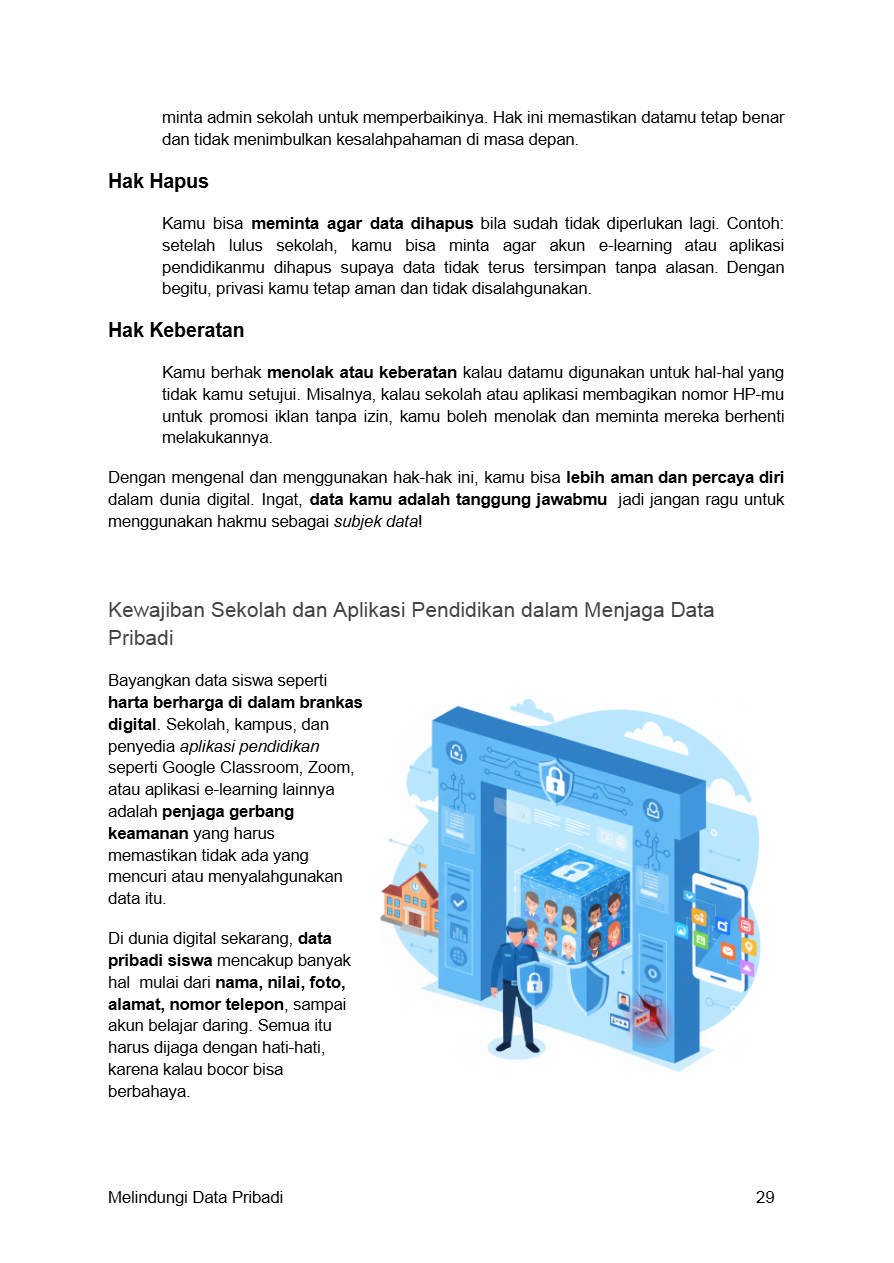 minta admin sekolah untuk memperbaikinya. Hak ini memastikan datamu tetap benar
dan tidak menimbulkan kesalahpahaman di masa depan.
Hak Hapus
Kamu bisa meminta agar data dihapus bila sudah tidak diperlukan lagi. Contoh:
setelah lulus sekolah, kamu bisa minta agar akun e-learning atau aplikasi
pendidikanmu dihapus supaya data tidak terus tersimpan tanpa alasan. Dengan
begitu, privasi kamu tetap aman dan tidak disalahgunakan.
Hak Keberatan
Kamu berhak menolak atau keberatan kalau datamu digunakan untuk hal-hal yang
tidak kamu setujui. Misalnya, kalau sekolah atau aplikasi membagikan nomor HP-mu
untuk promosi iklan tanpa izin, kamu boleh menolak dan meminta mereka berhenti
melakukannya.
Dengan mengenal dan menggunakan hak-hak ini, kamu bisa lebih aman dan percaya diri
dalam dunia digital. Ingat, data kamu adalah tanggung jawabmu  jadi jangan ragu untuk
menggunakan hakmu sebagai subjek data!
Kewajiban Sekolah dan Aplikasi Pendidikan dalam Menjaga Data
Pribadi
Bayangkan data siswa seperti
harta berharga di dalam brankas
digital. Sekolah, kampus, dan
penyedia aplikasi pendidikan
seperti Google Classroom, Zoom,
atau aplikasi e-learning lainnya
adalah penjaga gerbang
keamanan yang harus
memastikan tidak ada yang
mencuri atau menyalahgunakan
data itu.
Di dunia digital sekarang, data
pribadi siswa mencakup banyak
hal  mulai dari nama, nilai, foto,
alamat, nomor telepon, sampai
akun belajar daring. Semua itu
harus dijaga dengan hati-hati,
karena kalau bocor bisa
berbahaya.
Melindungi Data Pribadi 29